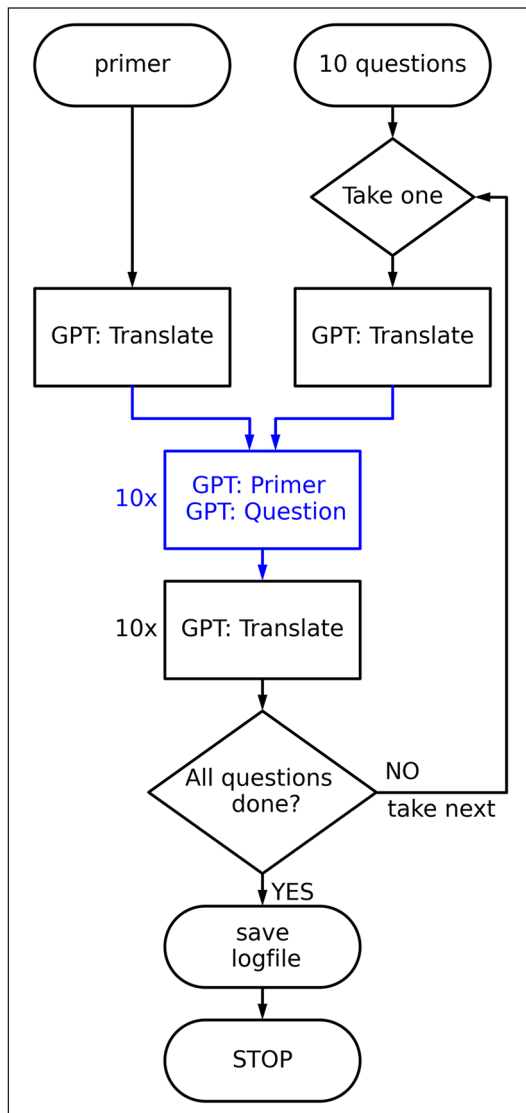 primer
10 questions
Take one
GPT: Translate
GPT: Translate
10x
GPT: Primer
GPT: Question
10x
GPT: Translate
All questions
done?
NO
take next
YES
save
logfile
STOP